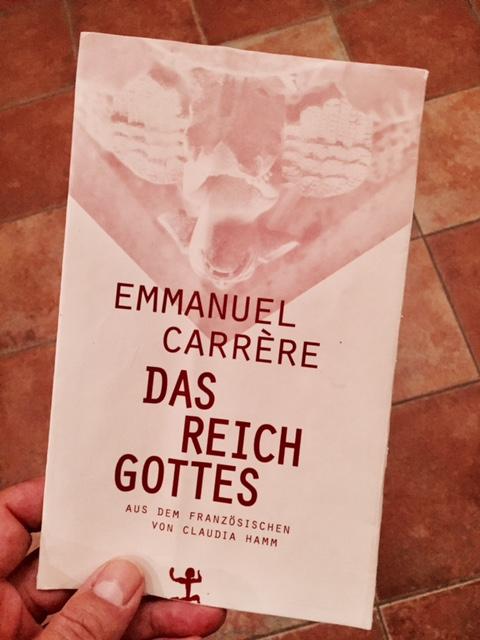 EMMANUEL
CARRÈRE
DAS
REICH
GOTTES
AUS DEM FRANZÖSISCHEN
VON CLAUDIA HAMM